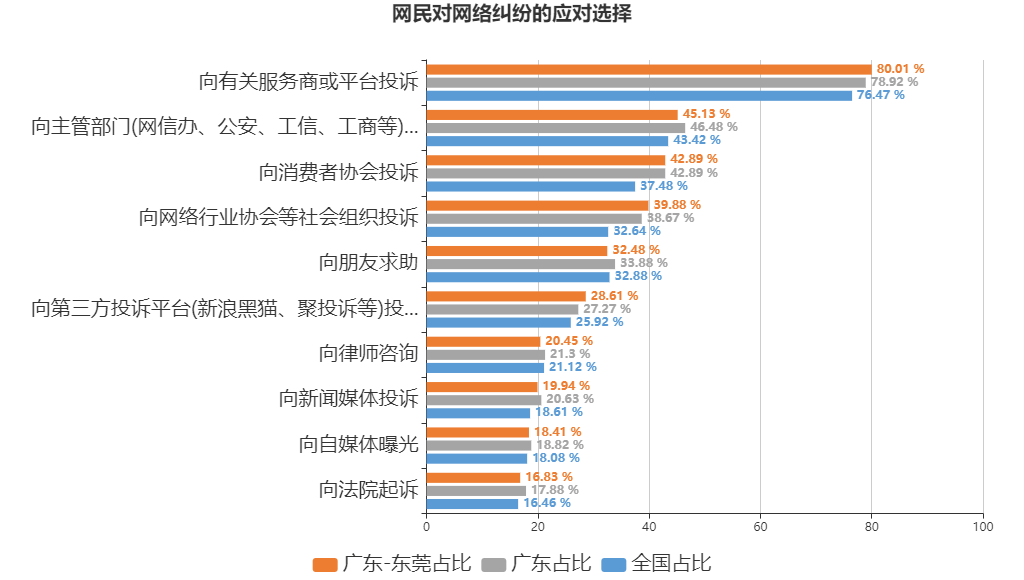 网民对网络纠纷的应对选择
向有关服务商或平台投诉
80.01 %
78.92 %
76.47 %
向主管部门(网信办、公安、工信、工商等)...
45.13 %
46.48 %
43.42 %
向消费者协会投诉
42.89 %
42.89 %
37.48 %
向网络行业协会等社会组织投诉
39.88 %
38.67 %
32.64 %
向朋友求助
32.48 %
33.88 %
32.88 %
向第三方投诉平台(新浪黑猫、聚投诉等)投...
28.61 %
27.27 %
25.92 %
向律师咨询
20.45 %
21.3 %
21.12 %
向新闻媒体投诉
19.94 %
20.63 %
18.61 %
向自媒体曝光
18.41 %
18.82 %
18.08 %
向法院起诉
16.83 %
17.88 %
16.46 %
0 20 40 60 80 100
广东-东莞占比 广东占比 全国占比